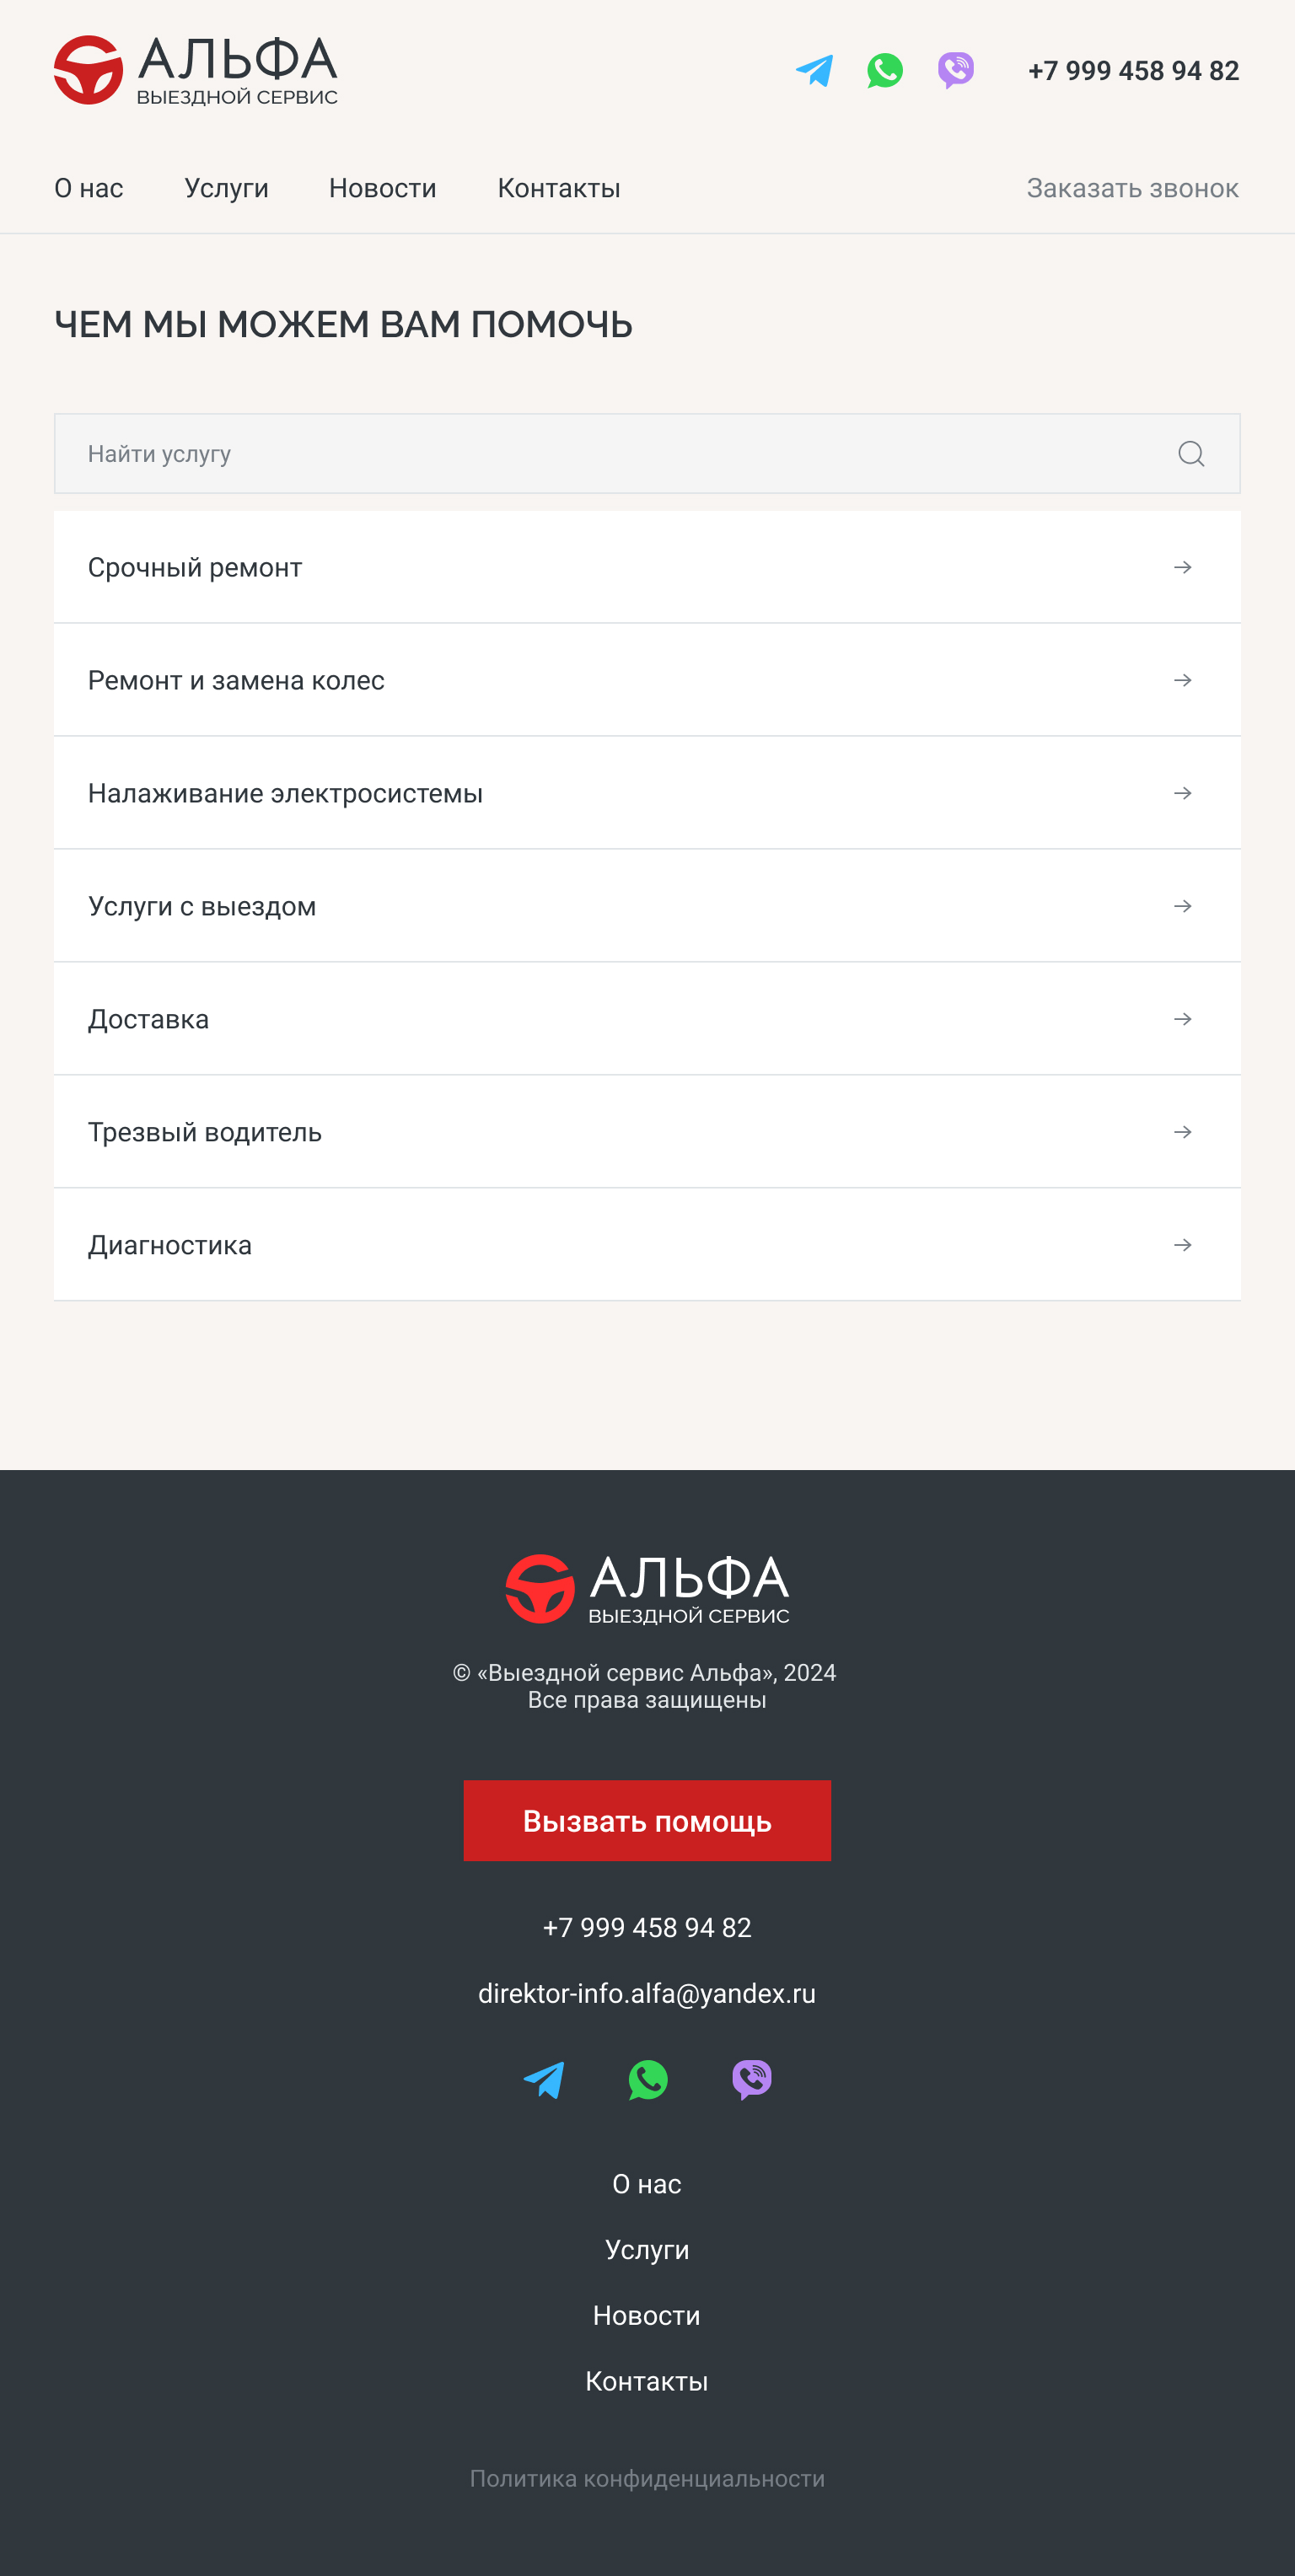 АЛЬФА
ВЫЕЗДНОЙ СЕРВИС
+7 999 458 94 82
О нас
Услуги
Новости
Контакты
Заказать звонок
ЧЕМ МЫ МОЖЕМ ВАМ ПОМОЧЬ
Найти услугу
Срочный ремонт
Ремонт и замена колес
Налаживание электросистемы
Услуги с выездом
Доставка
Трезвый водитель
Диагностика
АЛЬФА
ВЫЕЗДНОЙ СЕРВИС
© «Выездной сервис Альфа», 2024
Все права защищены
Вызвать помощь
+7 999 458 94 82
direktor-info.alfa@yandex.ru
О нас
Услуги
Новости
Контакты
Политика конфиденциальности